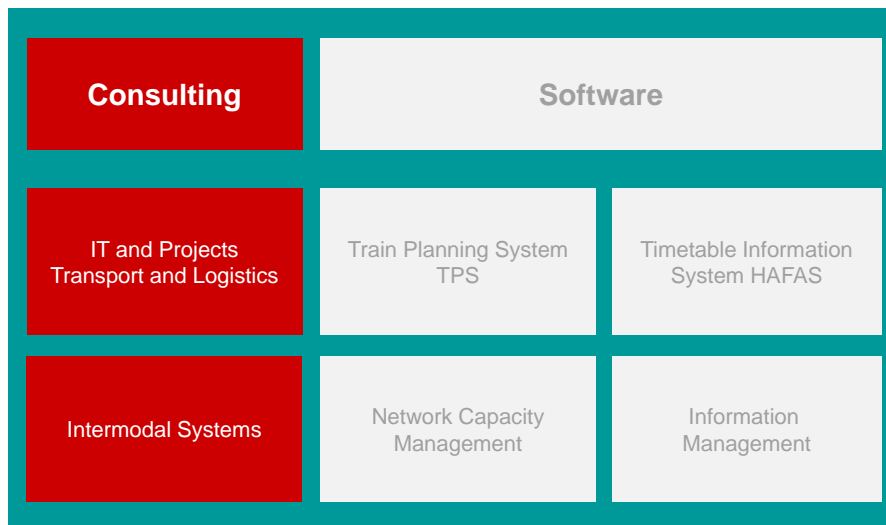 Consulting
Software
IT and Projects
Transport and Logistics
Train Planning System
TPS
Timetable Information
System HAFAS
Intermodal Systems
Network Capacity
Management
Information
Management